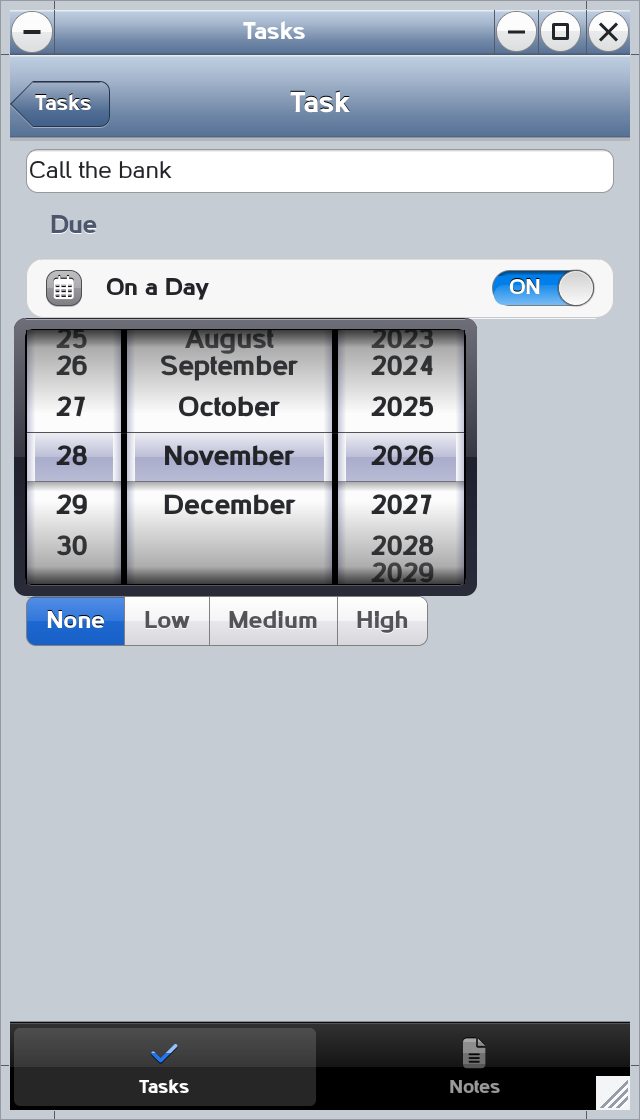 Tasks
Tasks
Task
Call the bank
Due
On a Day
ON
25 August 2023
26 September 2024
27 October 2025
28 November 2026
29 December 2027
30 2028
2029
None Low Medium High
Tasks Notes